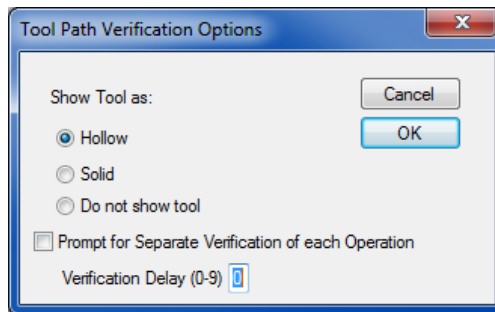 Tool Path Verification Options
Show Tool as:
Cancel
Hollow
OK
Solid
Do not show tool
Prompt for Separate Verification of each Operation
Verification Delay (0-9) 0